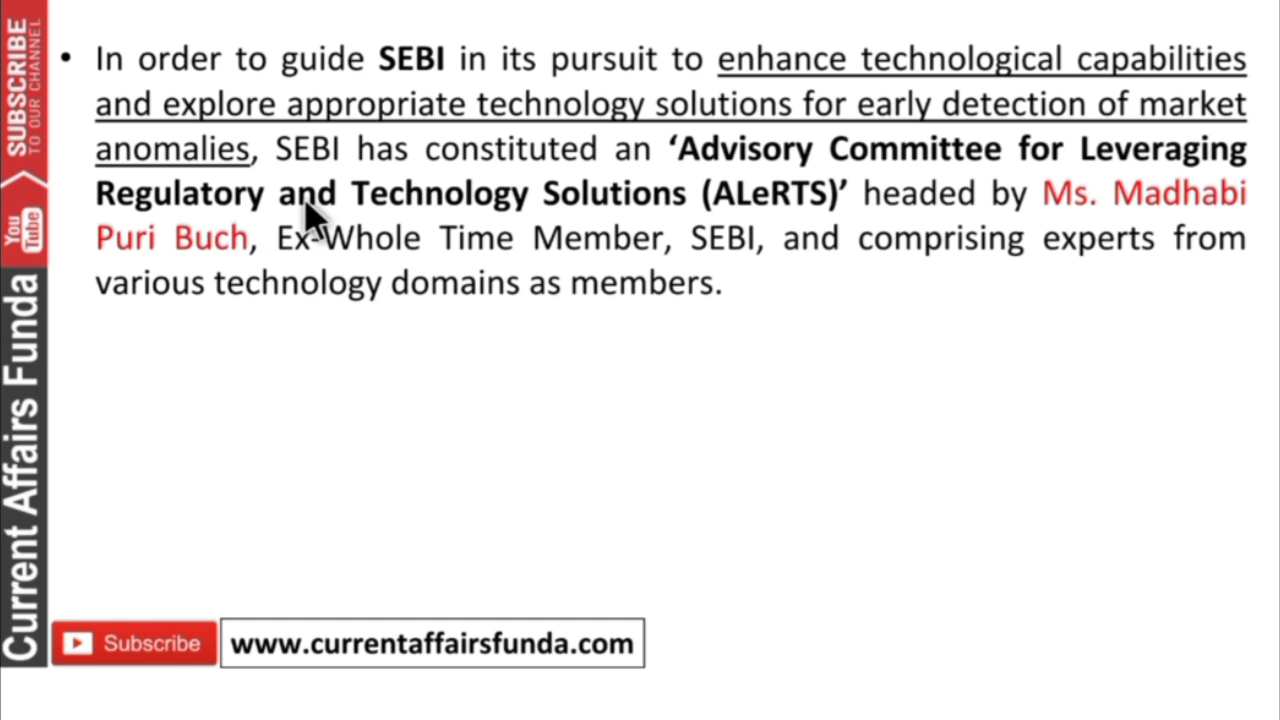 • In order to guide SEBI in its pursuit to enhance technological capabilities
and explore appropriate technology solutions for early detection of market
anomalies, SEBI has constituted an ‘Advisory Committee for Leveraging
Regulatory and Technology Solutions (ALeRTS)’ headed by Ms. Madhabi
Puri Buch, Ex-Whole Time Member, SEBI, and comprising experts from
various technology domains as members.
SUBSCRIBE
TO OUR CHANNEL
You
Tube
Current Affairs Funda
Subscribe
www.currentaffairsfunda.com